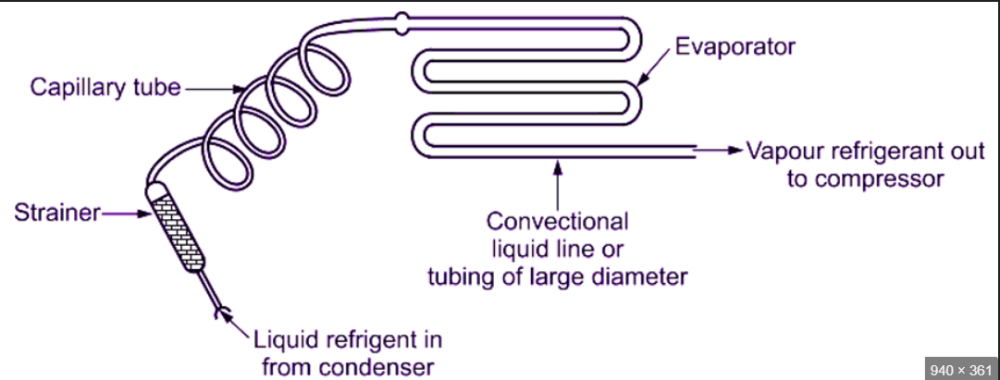 Evaporator
Capillary tube
Vapour refrigerant out
to compressor
Strainer
Convectional
liquid line or
tubing of large diameter
Liquid refrigent in
from condenser
940 × 361